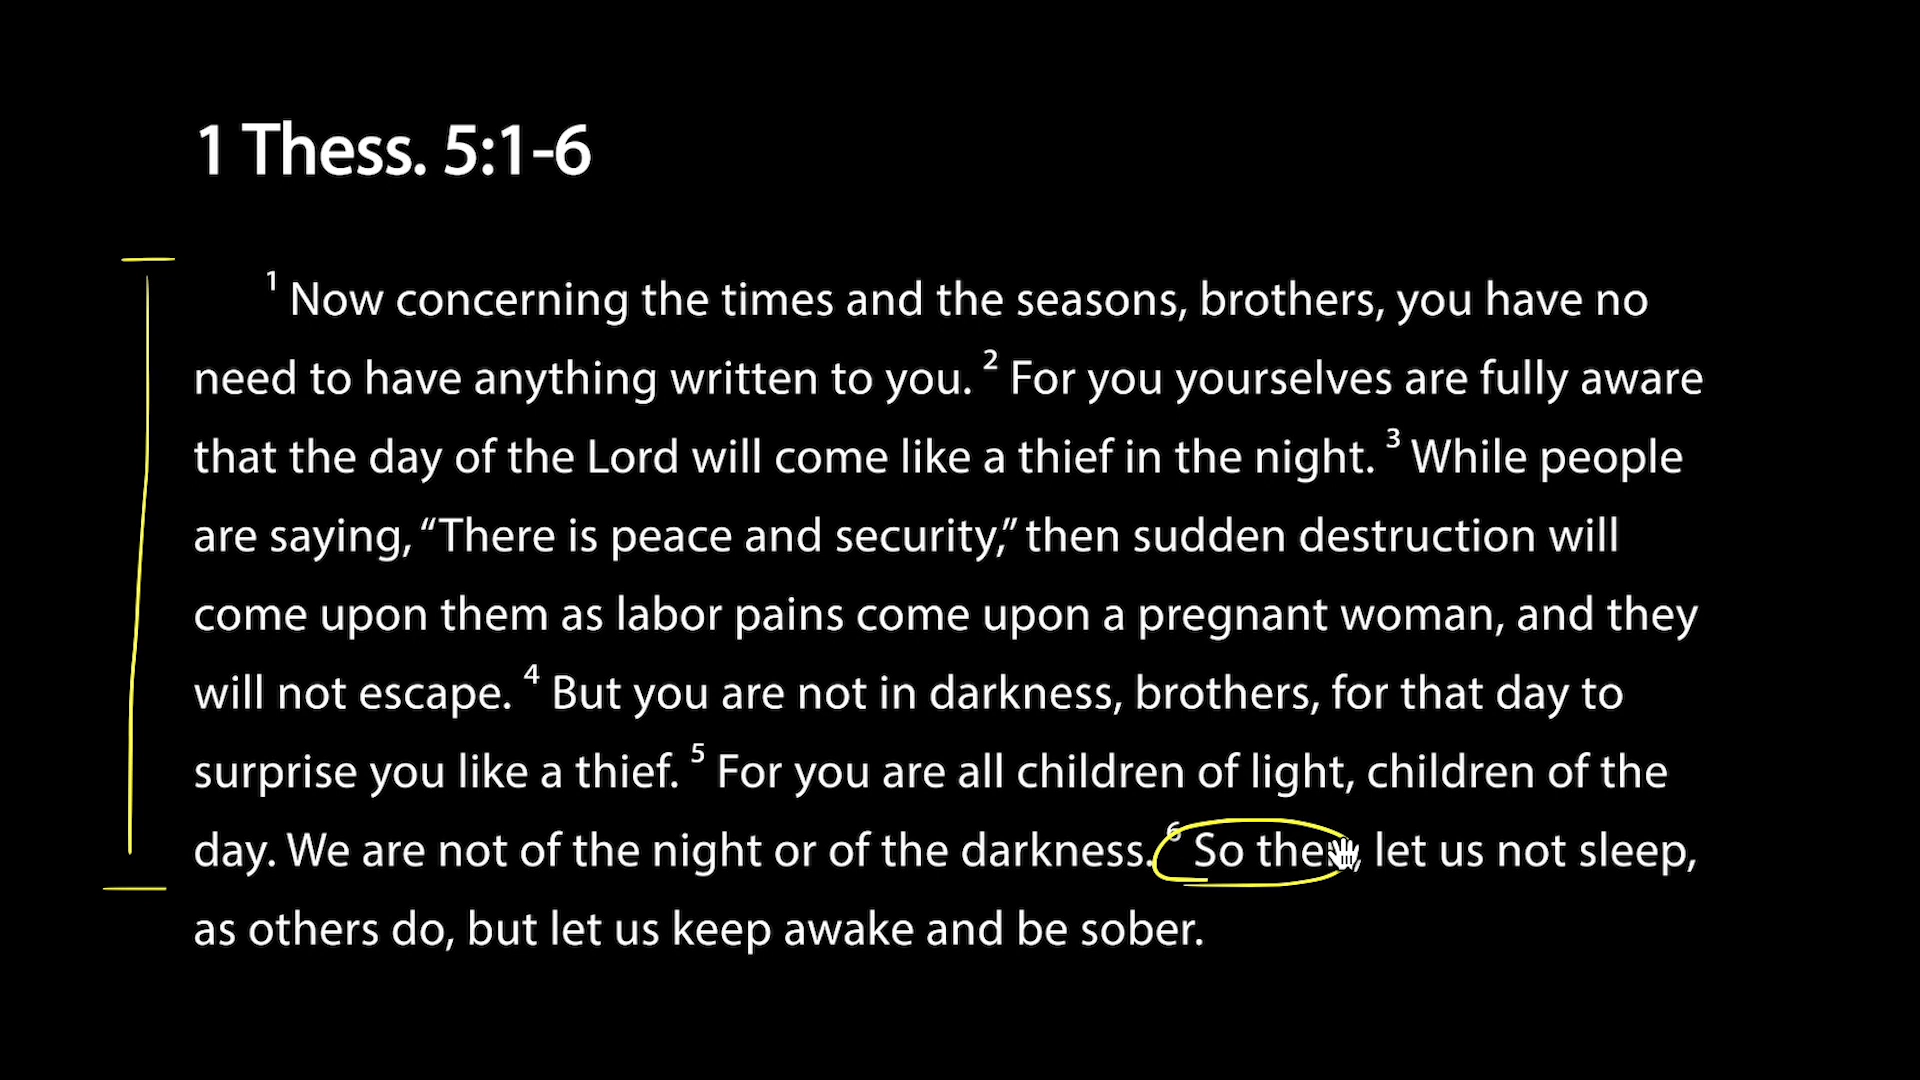 1 Thess. 5:1-6
1 Now concerning the times and the seasons, brothers, you have no
need to have anything written to you. 2 For you yourselves are fully aware
that the day of the Lord will come like a thief in the night. 3 While people
are saying, “There is peace and security,” then sudden destruction will
come upon them as labor pains come upon a pregnant woman, and they
will not escape. 4 But you are not in darkness, brothers, for that day to
surprise you like a thief. 5 For you are all children of light, children of the
day. We are not of the night or of the darkness. 6 So then, let us not sleep,
as others do, but let us keep awake and be sober.